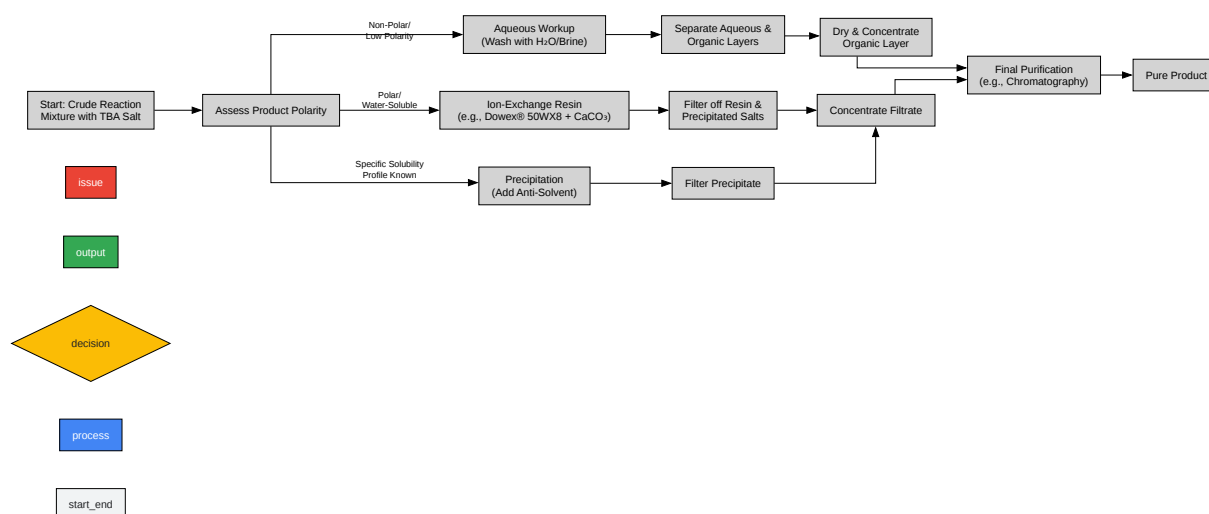 Start: Crude Reaction
Mixture with TBA Salt
Assess Product Polarity
Non-Polar/
Low Polarity
Aqueous Workup
(Wash with H₂O/Brine)
Separate Aqueous &
Organic Layers
Dry & Concentrate
Organic Layer
Polar/
Water-Soluble
Ion-Exchange Resin
(e.g., Dowex® 50WX8 + CaCO₃)
Filter off Resin &
Precipitated Salts
Concentrate Filtrate
Specific Solubility
Profile Known
Precipitation
(Add Anti-Solvent)
Filter Precipitate
Final Purification
(e.g., Chromatography)
Pure Product
issue
output
decision
process
start_end